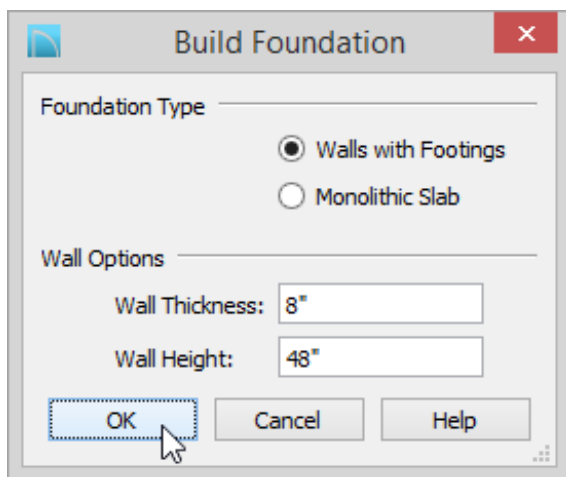 Build Foundation
Foundation Type
Walls with Footings
Monolithic Slab
Wall Options
Wall Thickness: 8"
Wall Height: 48"
OK Cancel Help